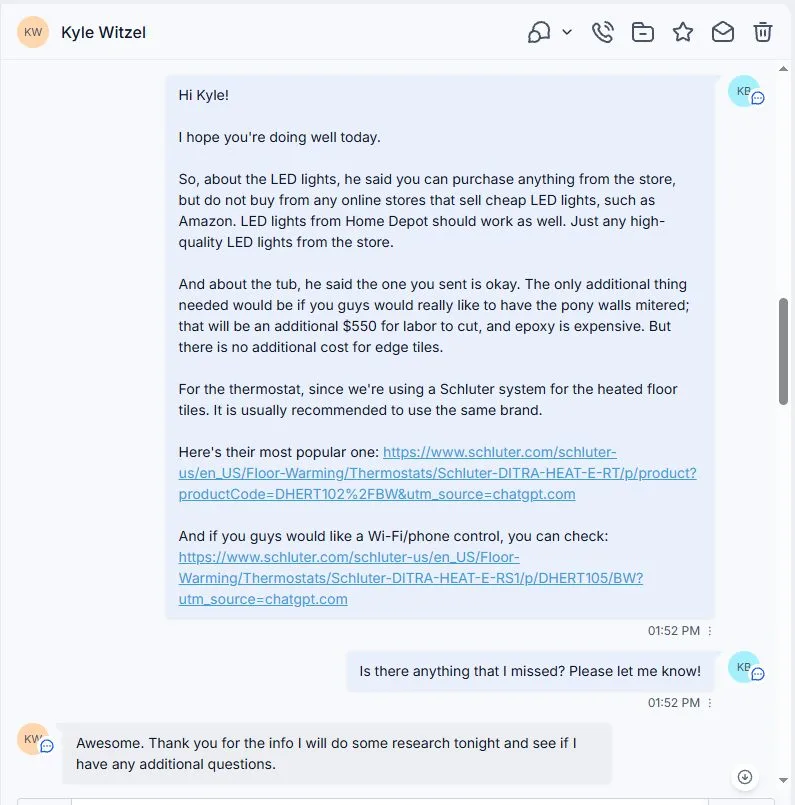 KW
Kyle Witzel
KB
Hi Kyle!
I hope you're doing well today.
So, about the LED lights, he said you can purchase anything from the store,
but do not buy from any online stores that sell cheap LED lights, such as
Amazon. LED lights from Home Depot should work as well. Just any high-
quality LED lights from the store.
And about the tub, he said the one you sent is okay. The only additional thing
needed would be if you guys would really like to have the pony walls mitered;
that will be an additional $550 for labor to cut, and epoxy is expensive. But
there is no additional cost for edge tiles.
For the thermostat, since we're using a Schluter system for the heated floor
tiles. It is usually recommended to use the same brand.
Here's their most popular one: https://www.schluter.com/schluter-
us/en_US/Floor-Warming/Thermostats/Schluter-DITRA-HEAT-E-RT/p/product?
productCode=DHERT102%2FBW&utm_source=chatgpt.com
And if you guys would like a Wi-Fi/phone control, you can check:
https://www.schluter.com/schluter-us/en_US/Floor-
Warming/Thermostats/Schluter-DITRA-HEAT-E-RS1/p/DHERT105/BW?
utm_source=chatgpt.com
01:52 PM
Is there anything that I missed? Please let me know!
KB
01:52 PM
KW
Awesome. Thank you for the info I will do some research tonight and see if I
have any additional questions.